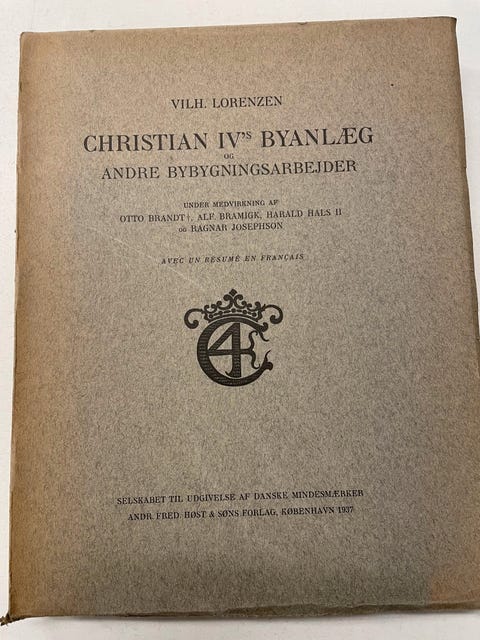 VILH. LORENZEN
CHRISTIAN IV'S BYANLÆG
OG
ANDRE BYBYGNINGSARBEJDER
UNDER MEDVIRKNING AF
OTTO BRANDT†, ALF. BRAMIGK, HARALD HALS II
OG RAGNAR JOSEPHSON
AVEC UN RÉSUMÉ EN FRANÇAIS
C4
SELSKABET TIL UDGIVELSE AF DANSKE MINDESMÆRKER
ANDR. FRED. HØST & SØNS FORLAG, KØBENHAVN 1937